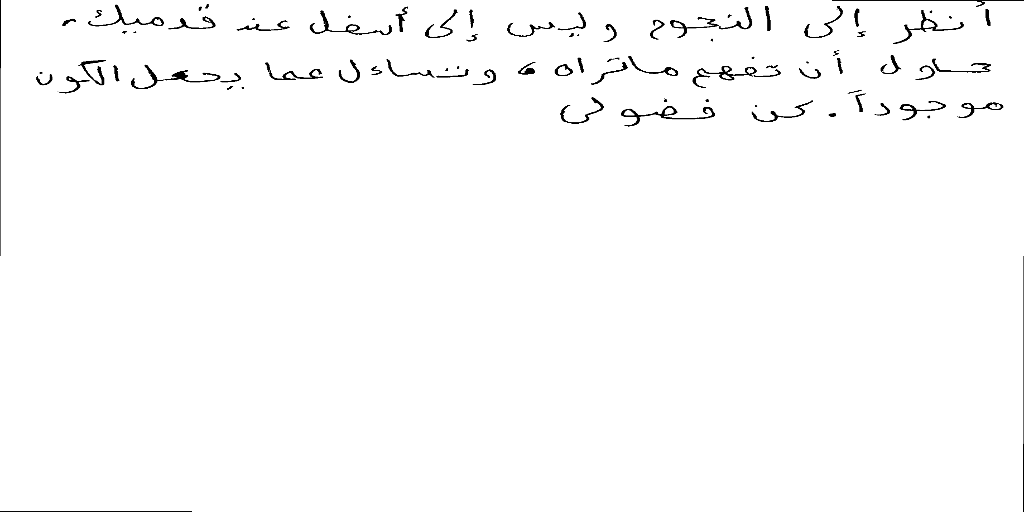 أنظر إلى النجوم وليس إلى أسفل عند قدميك.
حاول أن تفهم ماتراه، وتساءل عما يجعل الكون
موجوداً. كن فضولي